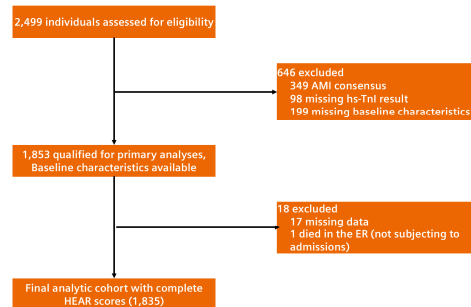 2,499 individuals assessed for eligibility
646 excluded
349 AMI consensus
98 missing hs-TnI result
199 missing baseline characteristics
1,853 qualified for primary analyses,
Baseline characteristics available
18 excluded
17 missing data
1 died in the ER (not subjecting to
admissions)
Final analytic cohort with complete
HEAR scores (1,835)